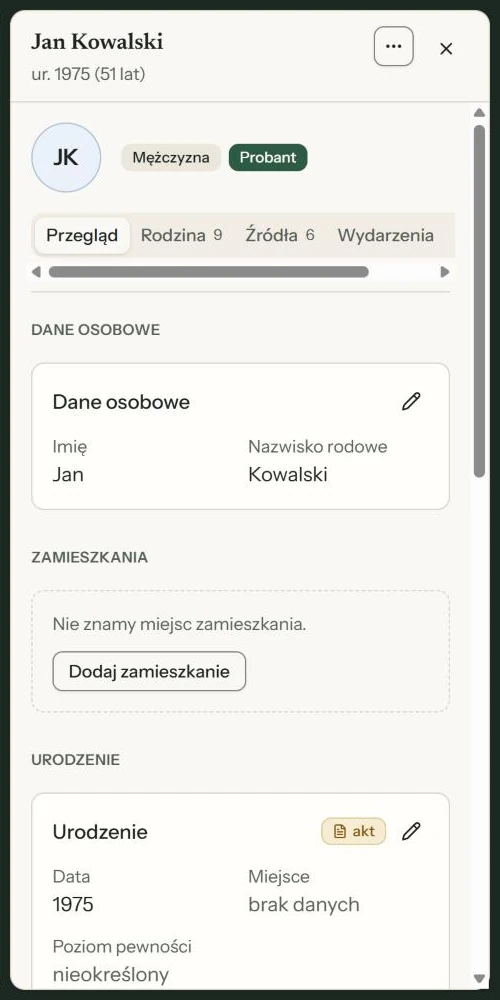 Jan Kowalski
ur. 1975 (51 lat)
JK
Mężczyzna Probant
Przegląd Rodzina 9 Źródła 6 Wydarzenia
DANE OSOBOWE
Dane osobowe
Imię Nazwisko rodowe
Jan Kowalski
ZAMIESZKANIA
Nie znamy miejsc zamieszkania.
Dodaj zamieszkanie
URODZENIE
Urodzenie akt
Data Miejsce
1975 brak danych
Poziom pewności
nieokreślony